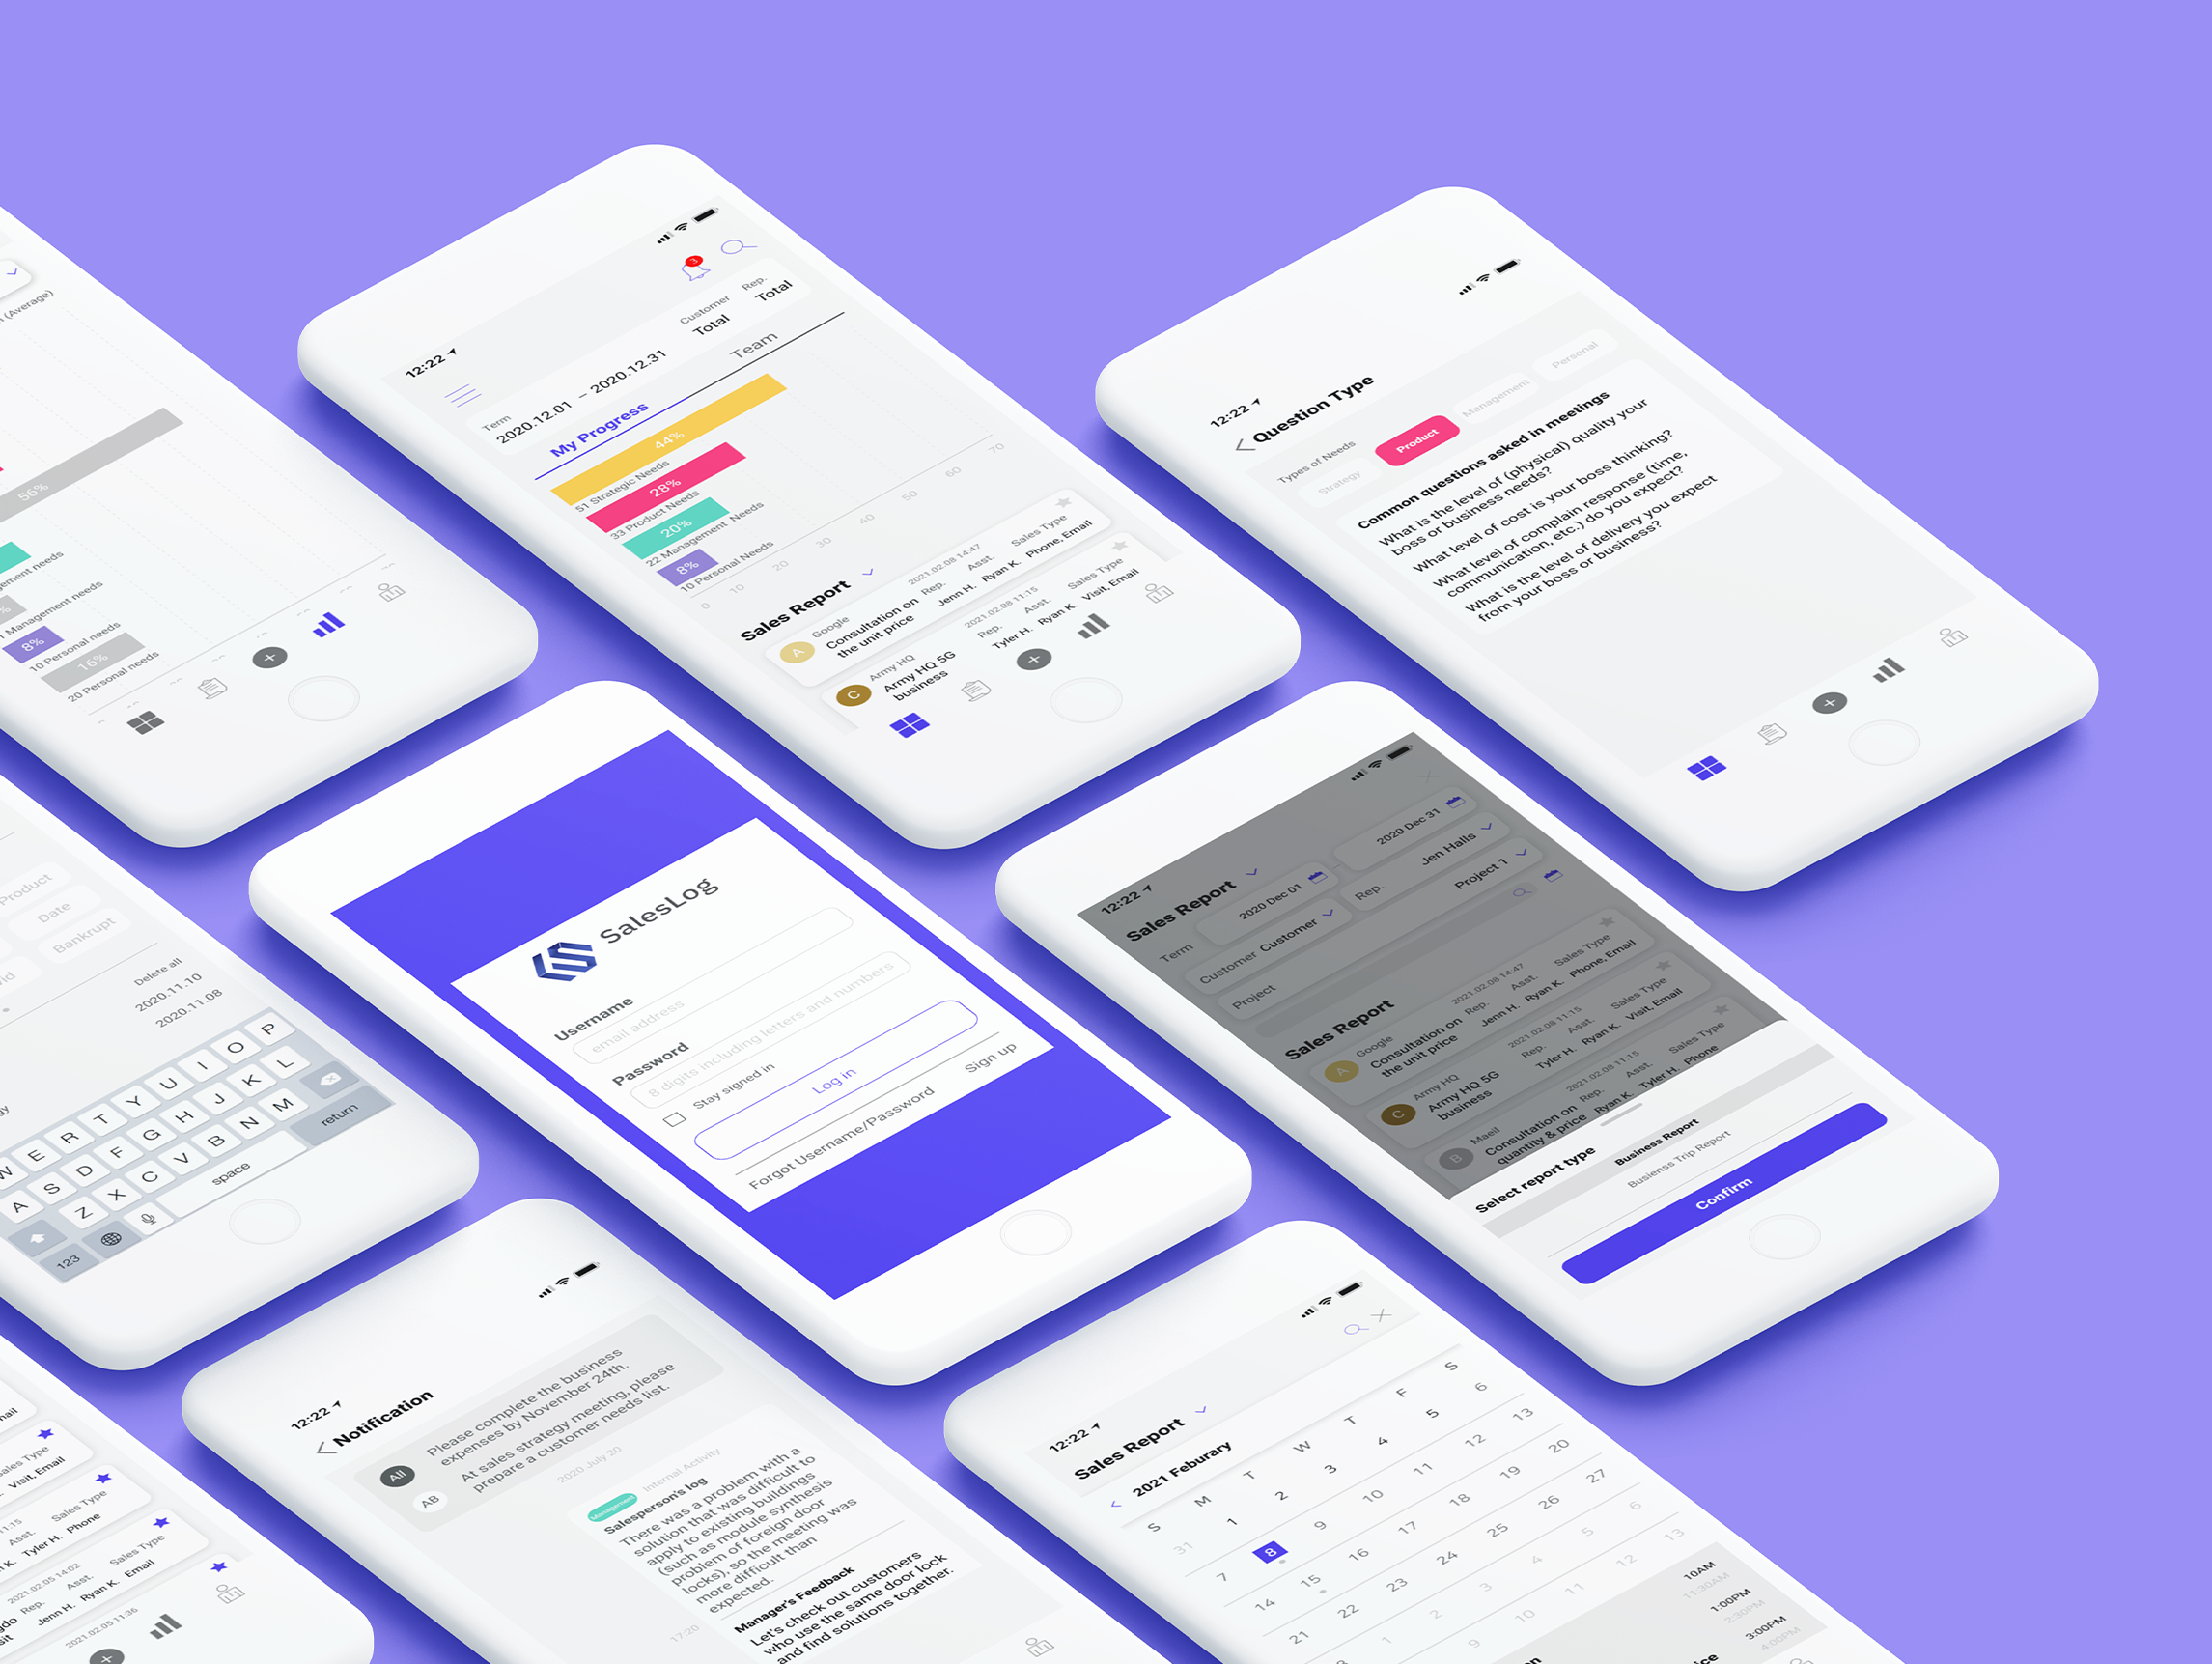 (Average)
56%
8%
10 Personal needs
16%
20 Personal needs
Management needs
12:22
3
Term
2020.12.01 – 2020.12.31
Customer
Total
Rep.
Total
My Progress
Team
44%
51 Strategic Needs
28%
33 Product Needs
20%
22 Management Needs
8%
10 Personal Needs
0 10 20 30 40 50 60 70
Sales Report
A
Google
Consultation on
the unit price
2021.02.08 14:47
Rep. Asst. Sales Type
Jenn H. Ryan K. Phone, Email
C
Army HQ
Army HQ 5G
business
2021.02.08 11:15
Rep. Asst. Sales Type
Tyler H. Ryan K. Visit, Email
12:22
Question Type
Types of Needs
Strategy
Product
Management
Personal
Common questions asked in meetings
What is the level of (physical) quality your
boss or business needs?
What level of cost is your boss thinking?
What level of complain response (time,
communication, etc.) do you expect?
What is the level of delivery you expect
from your boss or business?
Product
Date
Bankrupt
Delete all
2020.11.10
2020.11.08
W E R T Y U I O P
A S D F G H J K L
Z X C V B N M
123
space
return
SalesLog
Username
email address
Password
8 digits including letters and numbers
Stay signed in
Log in
Forgot Username/Password
Sign up
12:22
Sales Report
Term
2020 Dec 01
2020 Dec 31
Customer Customer
Rep.
Jen Halls
Project
Project 1
Sales Report
A
Google
Consultation on
the unit price
2021.02.08 14:47
Rep. Asst. Sales Type
Jenn H. Ryan K. Phone, Email
C
Army HQ
Army HQ 5G
business
2021.02.08 11:15
Rep. Asst. Sales Type
Tyler H. Ryan K. Visit, Email
B
Maeil
Consultation on
quantity & price
2021.02.08 11:15
Rep. Asst. Sales Type
Ryan K. Tyler H. Phone
Select report type
Business Report
Busienss Trip Report
Confirm
Sales Type
Visit, Email
11:15
Asst. Sales Type
Tyler H. Phone
2021.02.05 14:02
Rep. Asst. Sales Type
Jenn H. Ryan K. Email
2021.02.05 11:36
12:22
Notification
All
Please complete the business
expenses by November 24th.
AB
At sales strategy meeting, please
prepare a customer needs list.
2020 July 20
Management
Internal Activity
Salesperson's log
There was a problem with a
solution that was difficult to
apply to existing buildings
(such as module synthesis
problem of foreign door
locks), so the meeting was
more difficult than
expected.
17:20
Manager's Feedback
Let's check out customers
who use the same door lock
and find solutions together.
12:22
Sales Report
2021 Feburary
S M T W T F S
31 1 2 3 4 5 6
7 8 9 10 11 12 13
14 15 16 17 18 19 20
21 22 23 24 25 26 27
1 2 3 4 5 6
9 10 11 12 13
10AM
11:30AM
1:00PM
2:30PM
3:00PM
4:00PM